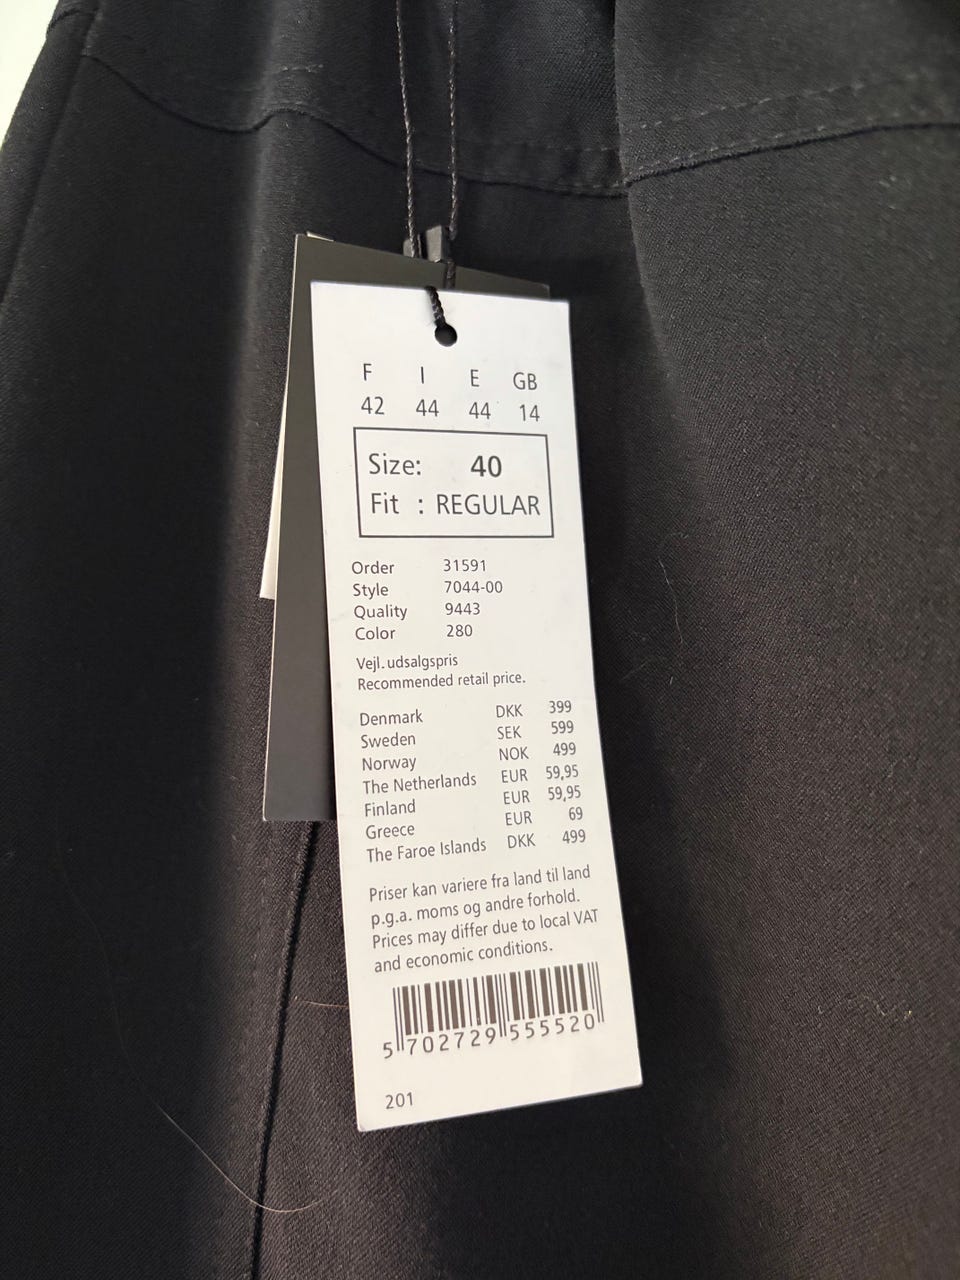 F I E GB
42 44 44 14
Size: 40
Fit : REGULAR
Order 31591
Style 7044-00
Quality 9443
Color 280
Vejl. udsalgspris
Recommended retail price.
Denmark DKK 399
Sweden SEK 599
Norway NOK 499
The Netherlands EUR 59,95
Finland EUR 59,95
Greece EUR 69
The Faroe Islands DKK 499
Priser kan variere fra land til land
p.g.a. moms og andre forhold.
Prices may differ due to local VAT
and economic conditions.
5 702729 555520
201